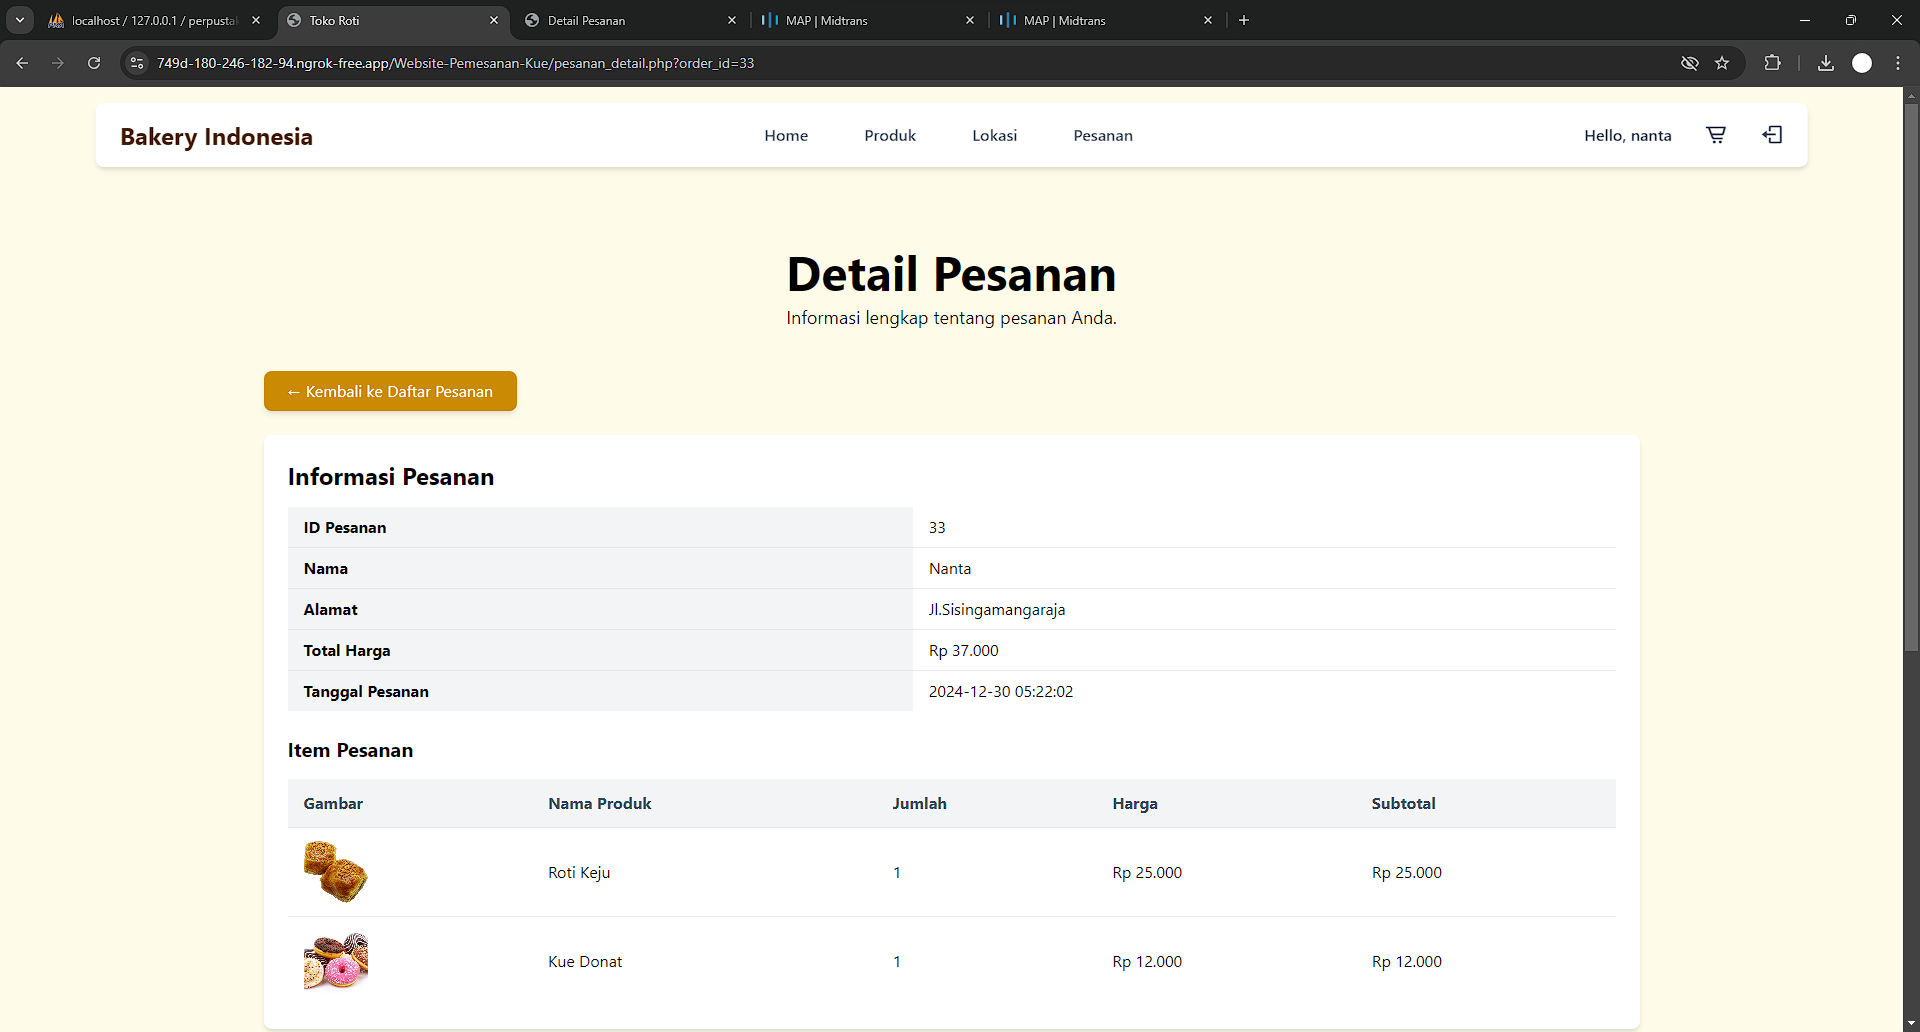 localhost / 127.0.0.1 / perpustak
Toko Roti
Detail Pesanan
MAP | Midtrans
MAP | Midtrans
749d-180-246-182-94.ngrok-free.app/Website-Pemesanan-Kue/pesanan_detail.php?order_id=33
Bakery Indonesia
Home
Produk
Lokasi
Pesanan
Hello, nanta
Detail Pesanan
Informasi lengkap tentang pesanan Anda.
← Kembali ke Daftar Pesanan
Informasi Pesanan
ID Pesanan 33
Nama Nanta
Alamat Jl.Sisingamangaraja
Total Harga Rp 37.000
Tanggal Pesanan 2024-12-30 05:22:02
Item Pesanan
Gambar Nama Produk Jumlah Harga Subtotal
Roti Keju 1 Rp 25.000 Rp 25.000
Kue Donat 1 Rp 12.000 Rp 12.000